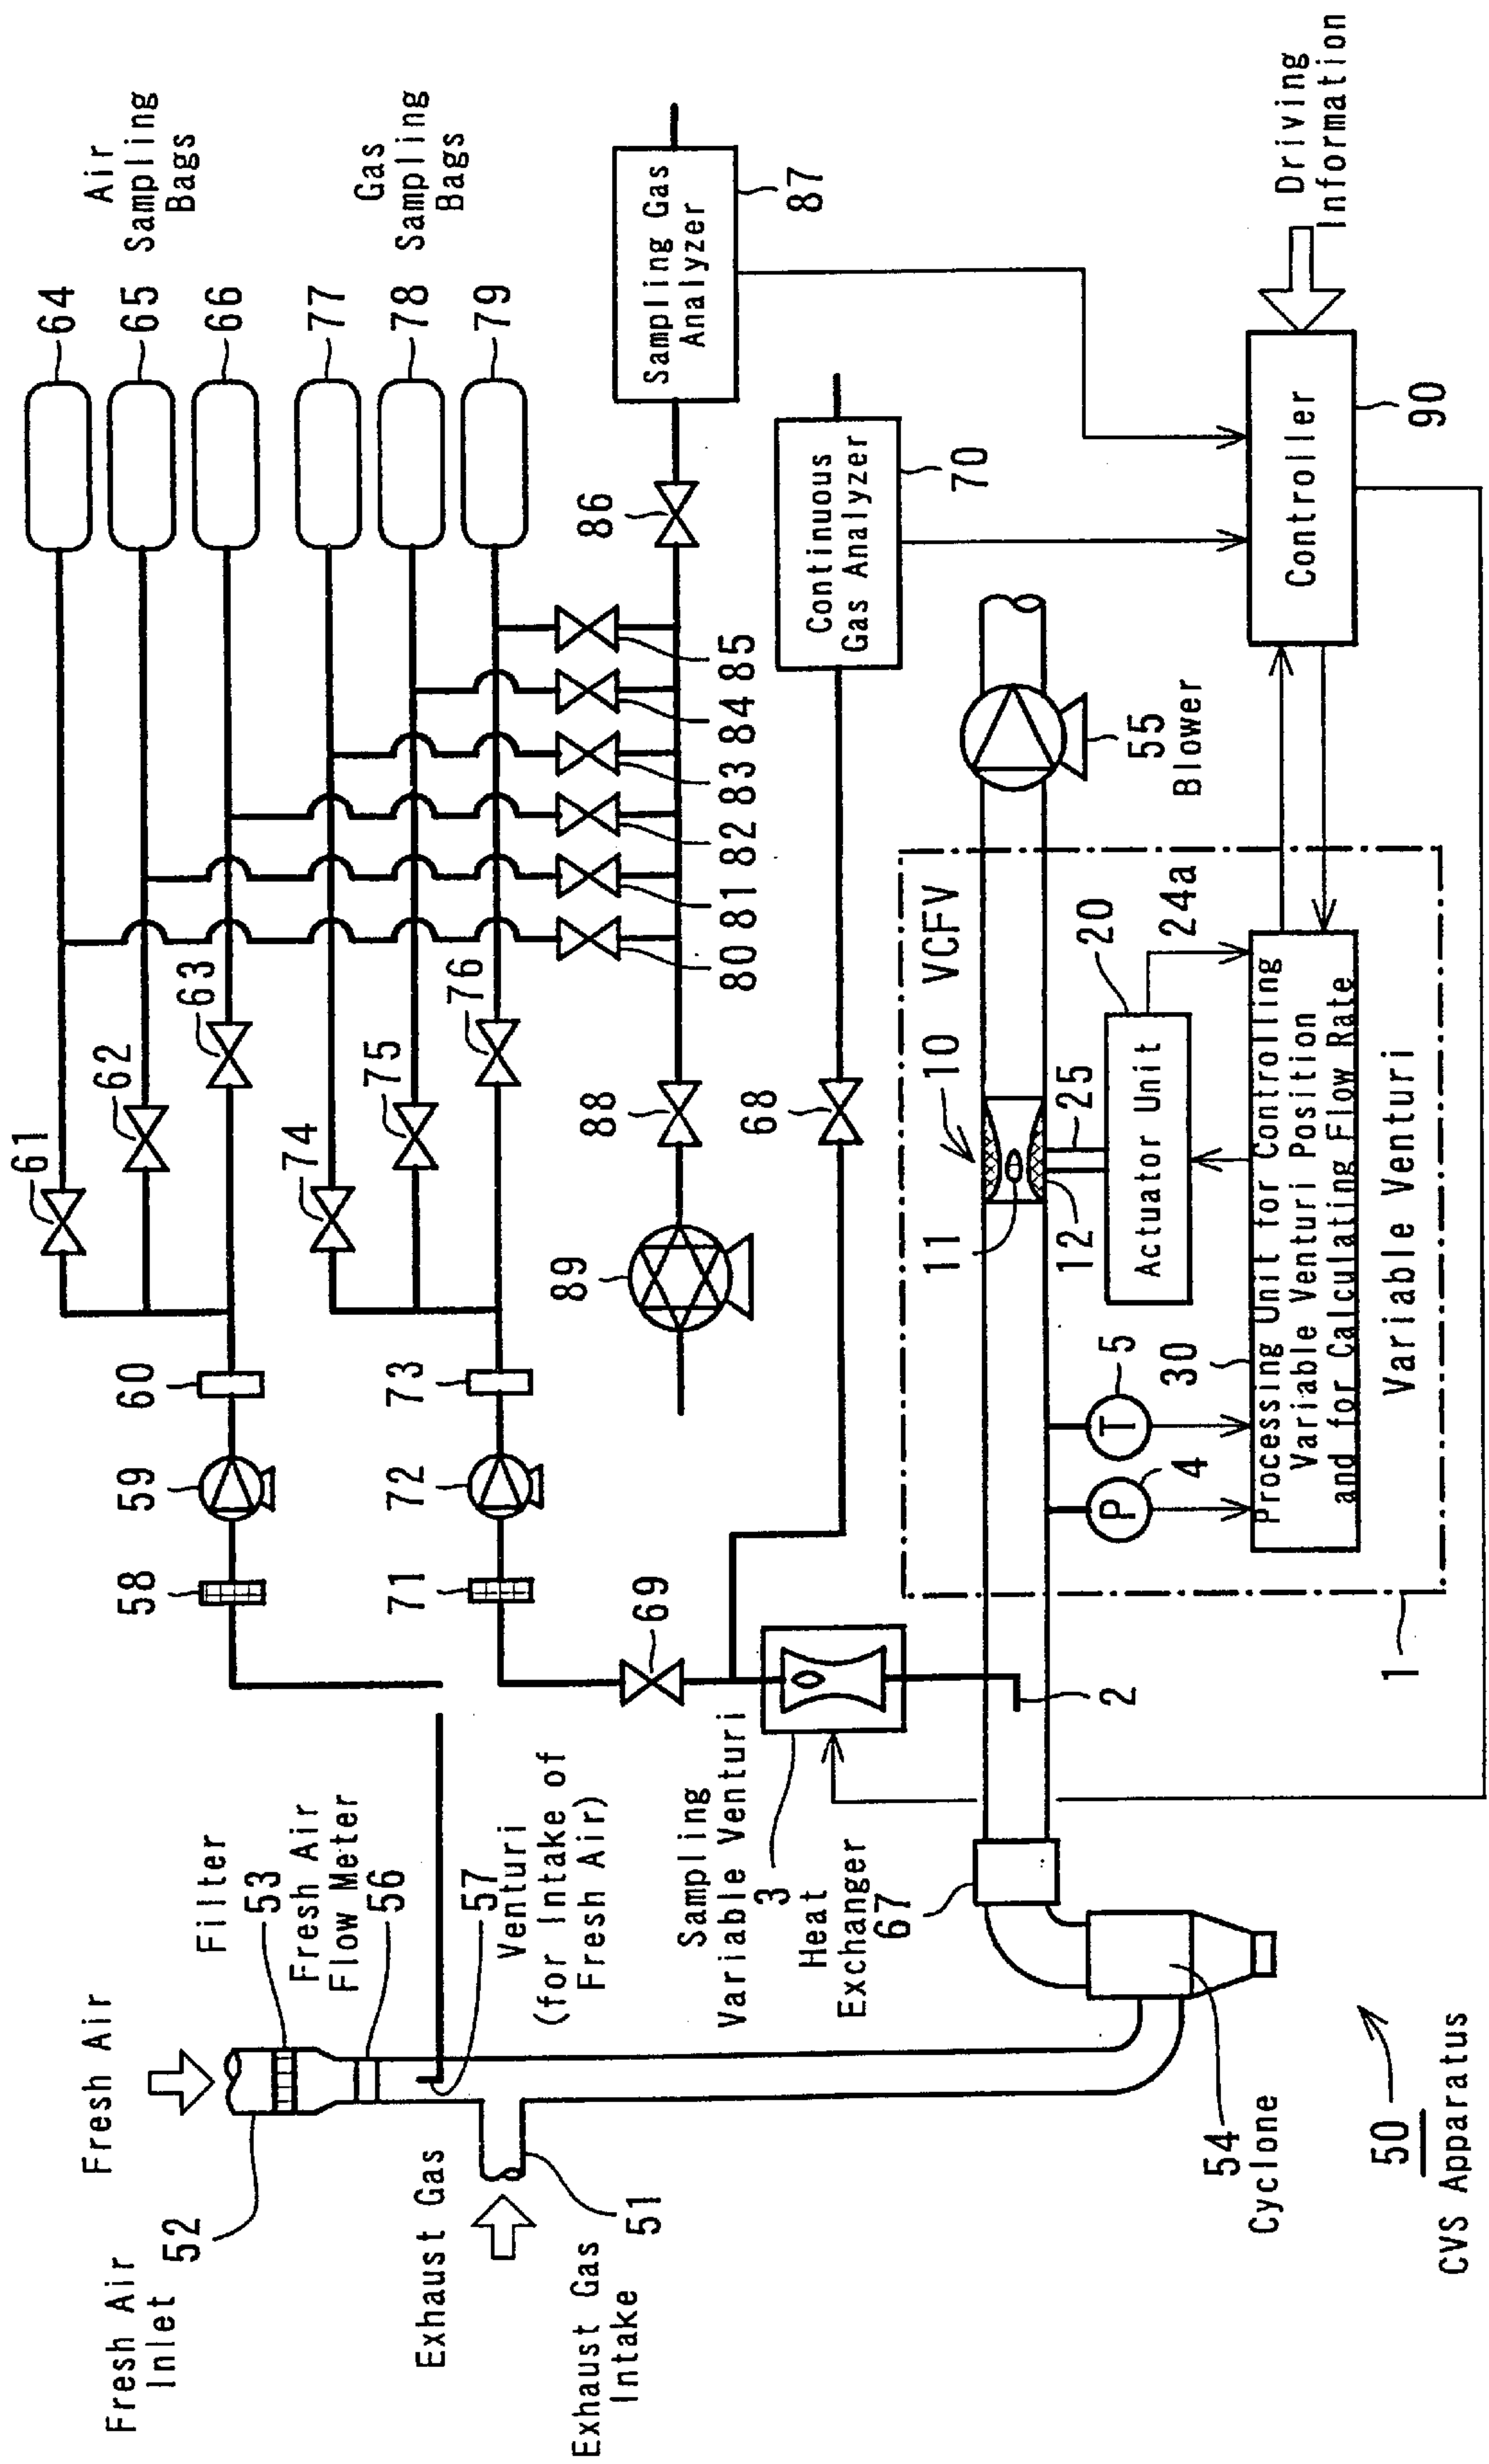 Fresh Air
Fresh Air
Inlet
52
Filter
53
Fresh Air
Flow Meter
56
57
Venturi
(for Intake of
Fresh Air)
Exhaust Gas
Exhaust Gas
Intake
51
58
59
60
61
62
63
64
65
66
Air
Sampling
Bags
71
72
73
74
75
76
77
78
79
Gas
Sampling
Bags
69
80
81
82
83
84
85
86
Sampling Gas
Analyzer
87
88
89
68
Continuous
Gas Analyzer
70
Sampling
Variable Venturi
3
Heat
Exchanger
67
2
54
Cyclone
50
CVS Apparatus
10
VCFV
11
12
25
Actuator Unit
20
24a
5
T
4
P
30
Processing Unit for Controlling
Variable Venturi Position
and for Calculating Flow Rate
Variable Venturi
1
55
Blower
Controller
90
Driving
Information